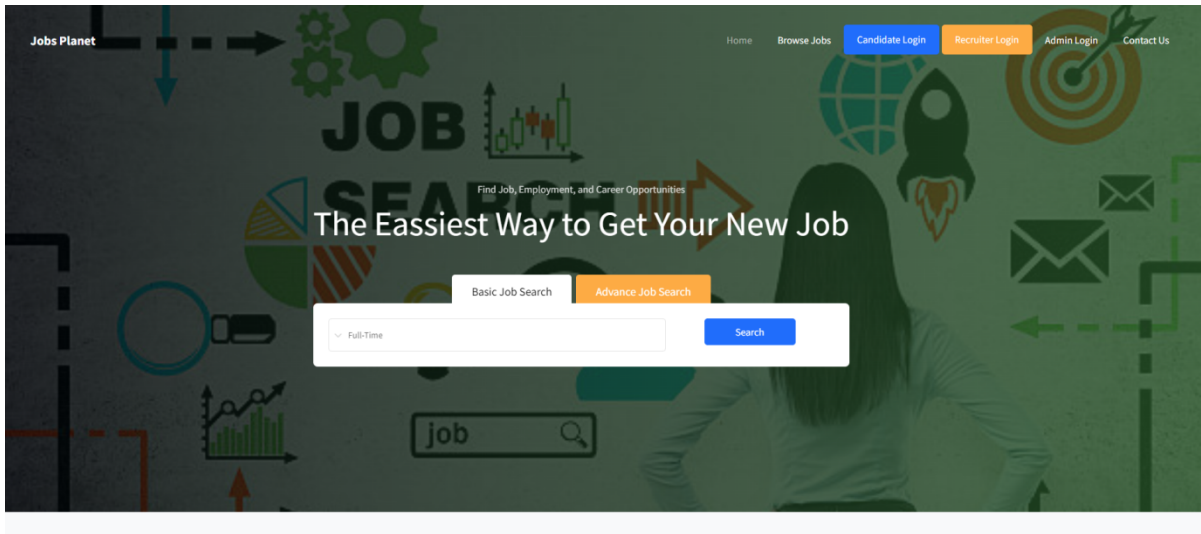 Jobs Planet
Home Browse Jobs Candidate Login Recruiter Login Admin Login Contact Us
JOB
SEARCH
Find Job, Employment, and Career Opportunities
The Eassiest Way to Get Your New Job
Basic Job Search Advance Job Search
Full-Time Search
job